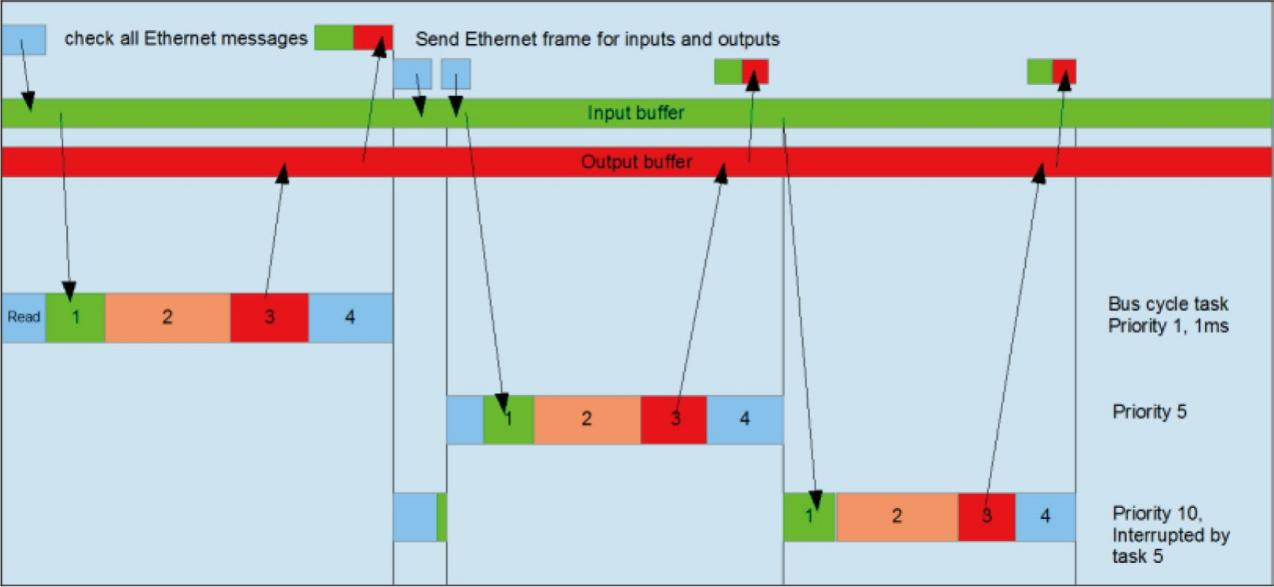 check all Ethernet messages
Send Ethernet frame for inputs and outputs
Input buffer
Output buffer
Read 1 2 3 4
Bus cycle task
Priority 1, 1ms
1 2 3 4
Priority 5
1 2 3 4
Priority 10,
Interrupted by
task 5